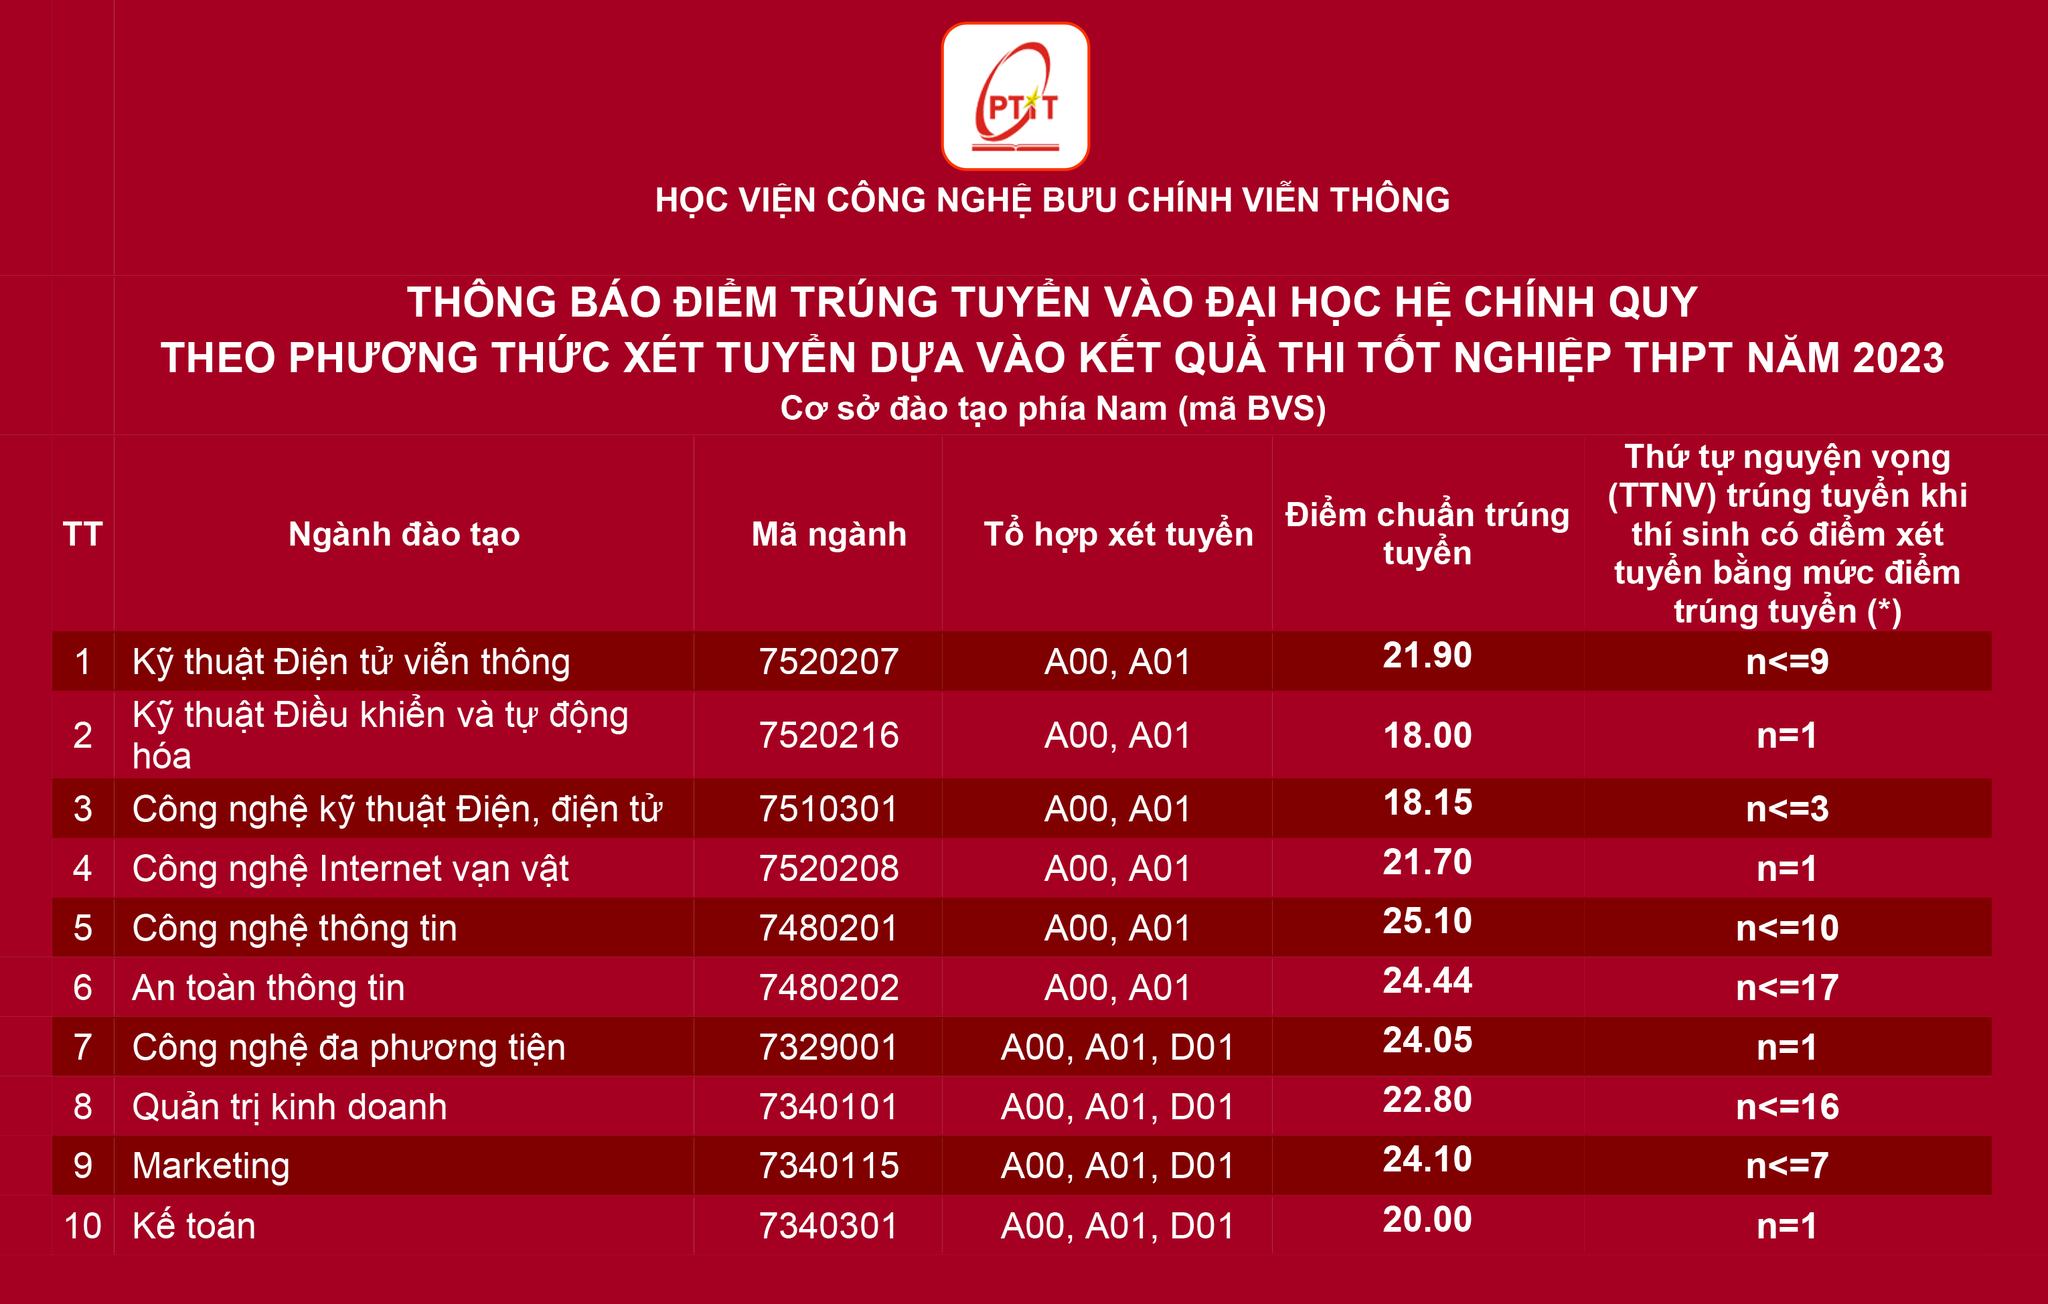 PTIT
HỌC VIỆN CÔNG NGHỆ BƯU CHÍNH VIỄN THÔNG
THÔNG BÁO ĐIỂM TRÚNG TUYỂN VÀO ĐẠI HỌC HỆ CHÍNH QUY
THEO PHƯƠNG THỨC XÉT TUYỂN DỰA VÀO KẾT QUẢ THI TỐT NGHIỆP THPT NĂM 2023
Cơ sở đào tạo phía Nam (mã BVS)
TT
Ngành đào tạo
Mã ngành
Tổ hợp xét tuyển
Điểm chuẩn trúng
tuyển
Thứ tự nguyện vọng
(TTNV) trúng tuyển khi
thí sinh có điểm xét
tuyển bằng mức điểm
trúng tuyển (*)
1 Kỹ thuật Điện tử viễn thông 7520207 A00, A01 21.90 n<=9
2 Kỹ thuật Điều khiển và tự động
hóa 7520216 A00, A01 18.00 n=1
3 Công nghệ kỹ thuật Điện, điện tử 7510301 A00, A01 18.15 n<=3
4 Công nghệ Internet vạn vật 7520208 A00, A01 21.70 n=1
5 Công nghệ thông tin 7480201 A00, A01 25.10 n<=10
6 An toàn thông tin 7480202 A00, A01 24.44 n<=17
7 Công nghệ đa phương tiện 7329001 A00, A01, D01 24.05 n=1
8 Quản trị kinh doanh 7340101 A00, A01, D01 22.80 n<=16
9 Marketing 7340115 A00, A01, D01 24.10 n<=7
10 Kế toán 7340301 A00, A01, D01 20.00 n=1